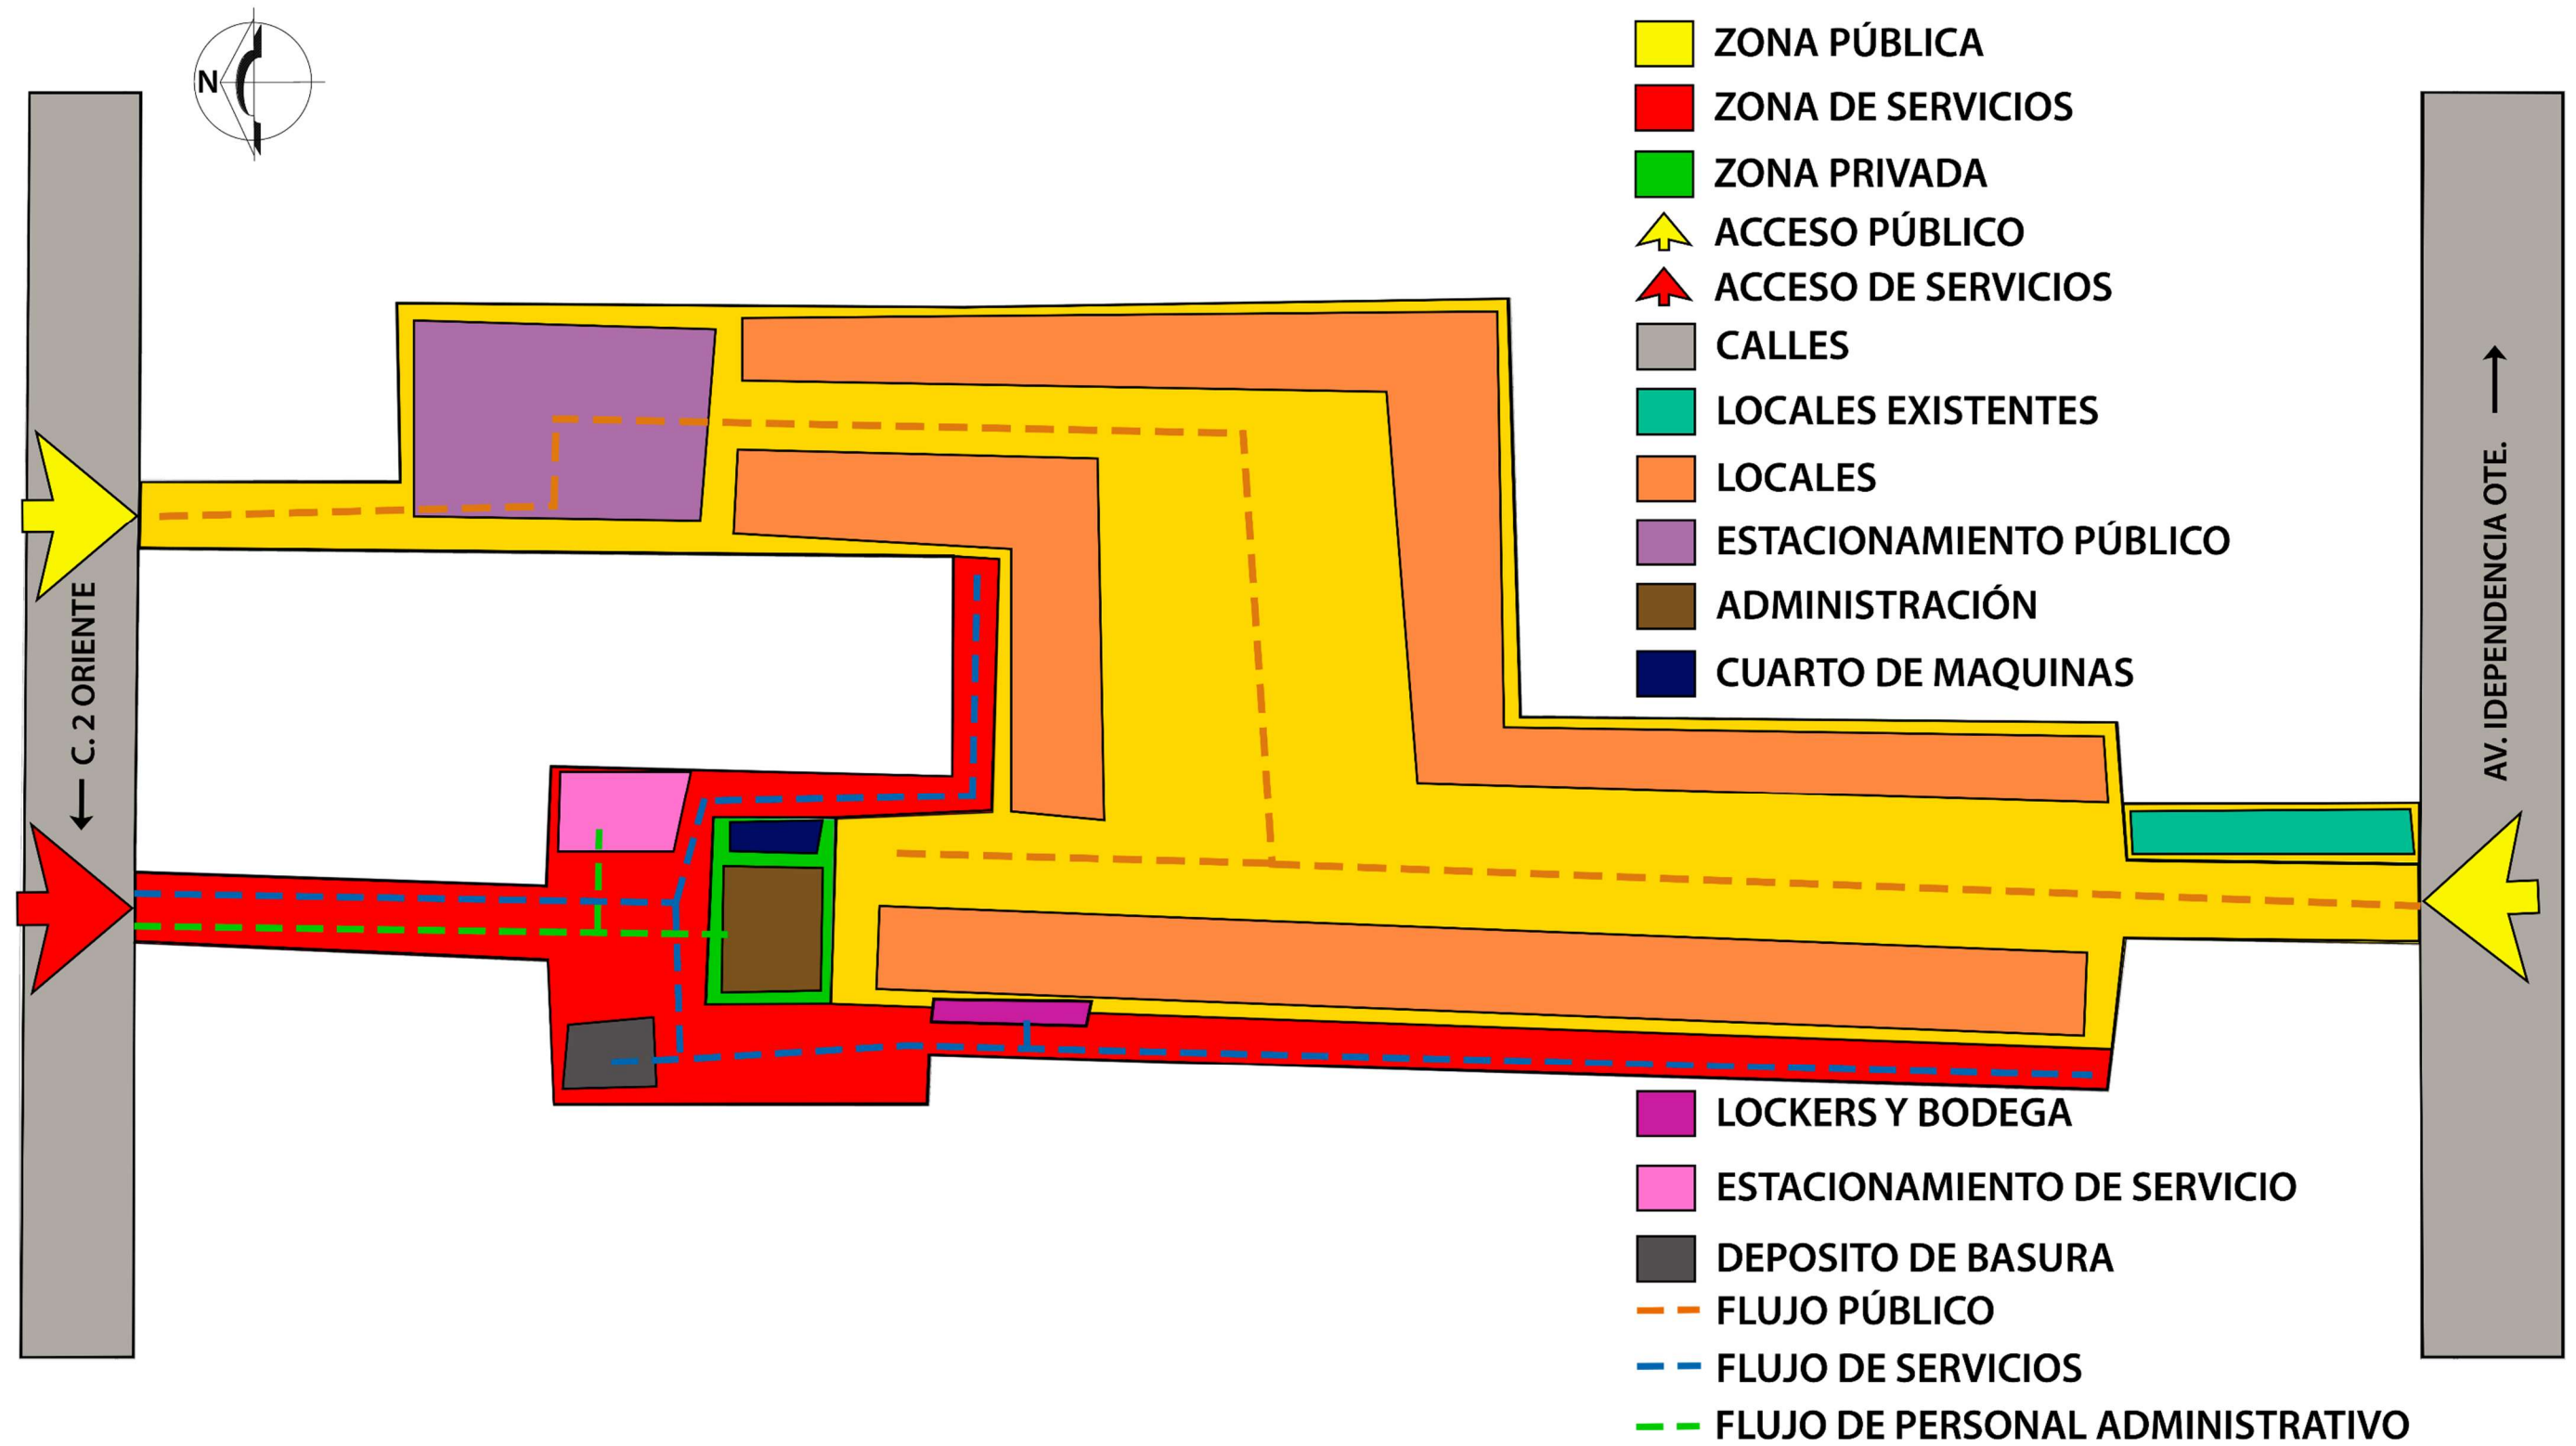 N
C. 2 ORIENTE
AV. IDEPENDENCIA OTE.
ZONA PÚBLICA
ZONA DE SERVICIOS
ZONA PRIVADA
ACCESO PÚBLICO
ACCESO DE SERVICIOS
CALLES
LOCALES EXISTENTES
LOCALES
ESTACIONAMIENTO PÚBLICO
ADMINISTRACIÓN
CUARTO DE MAQUINAS
LOCKERS Y BODEGA
ESTACIONAMIENTO DE SERVICIO
DEPOSITO DE BASURA
FLUJO PÚBLICO
FLUJO DE SERVICIOS
FLUJO DE PERSONAL ADMINISTRATIVO